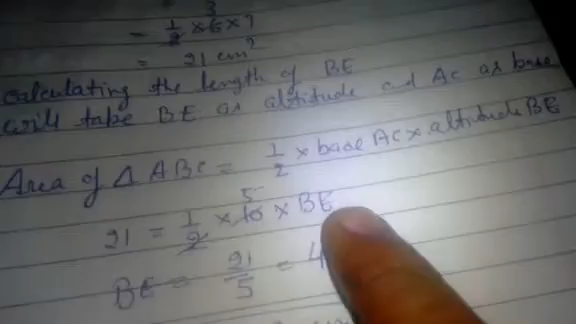 3
= 1/2 × 6 × 7
= 21 cm²
calculating the length of BE
will take BE as altitude and AC as base
Area of Δ ABC = 1/2 × base AC × altitude BE
5
21 = 1/2 × 10 × BE
BE = 21/5 = 4